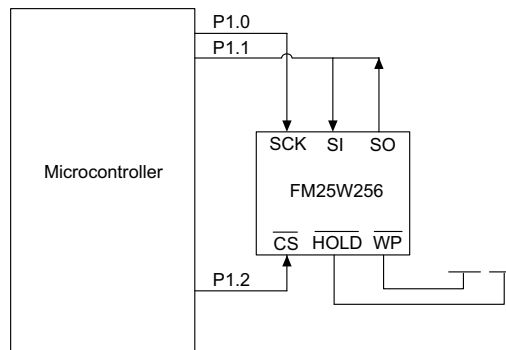 P1.0
P1.1
SCK SI SO
Microcontroller
FM25W256
CS HOLD WP
P1.2